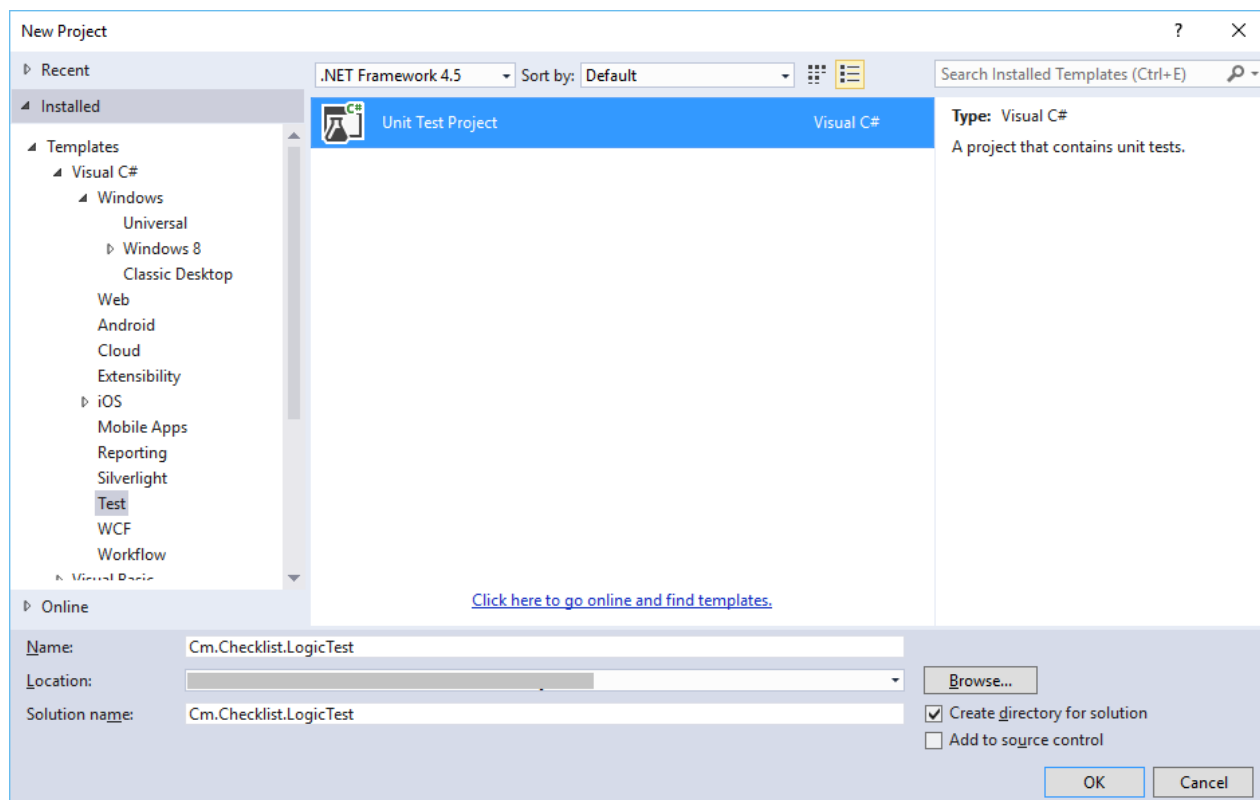 New Project
?
Recent
.NET Framework 4.5
Sort by: Default
Search Installed Templates (Ctrl+E)
Installed
Templates
Visual C#
Windows
Universal
Windows 8
Classic Desktop
Web
Android
Cloud
Extensibility
iOS
Mobile Apps
Reporting
Silverlight
Test
WCF
Workflow
Visual Basic
Online
C#
Unit Test Project Visual C#
Click here to go online and find templates.
Type: Visual C#
A project that contains unit tests.
Name: Cm.Checklist.LogicTest
Location:
Browse...
Solution name: Cm.Checklist.LogicTest
Create directory for solution
Add to source control
OK Cancel